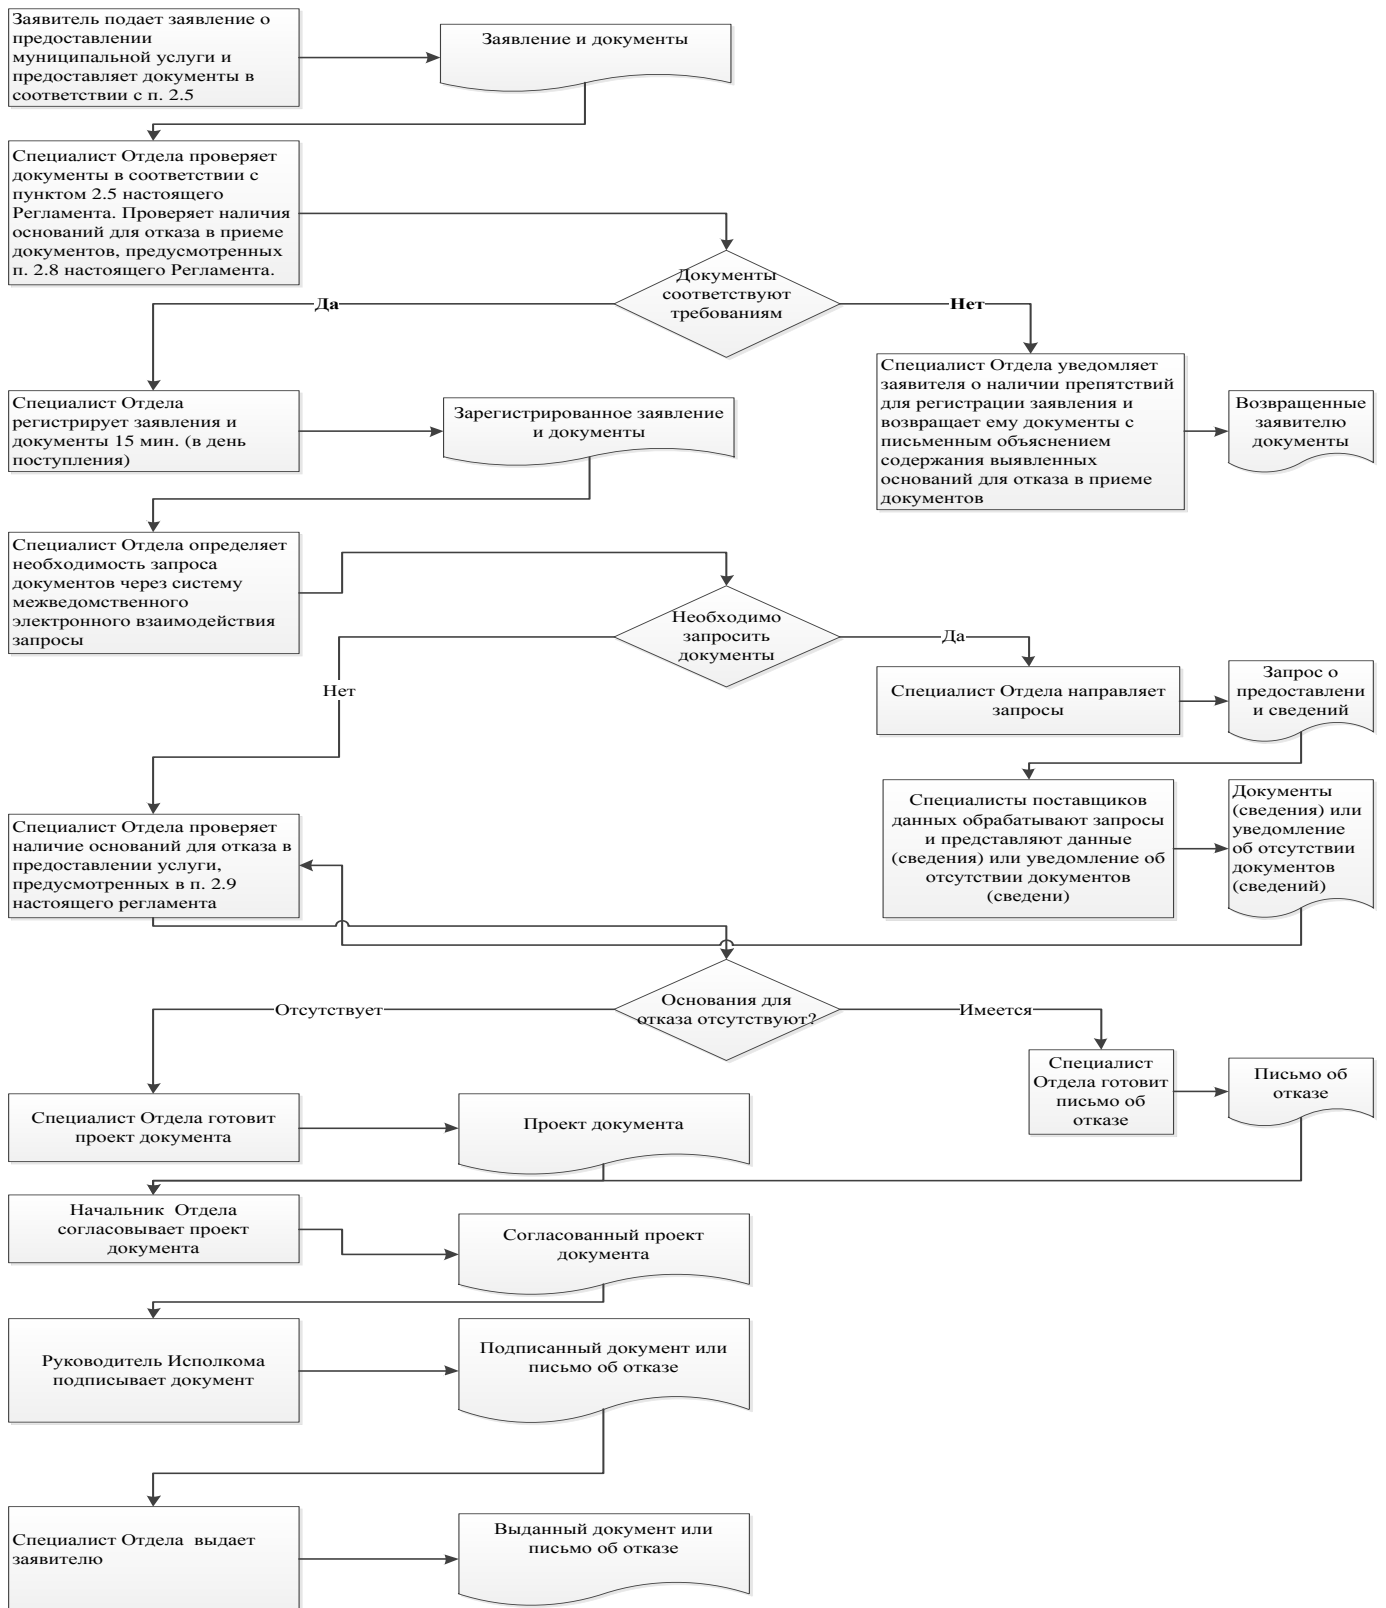 Заявитель подает заявление о
предоставлении
муниципальной услуги и
предоставляет документы в
соответствии с п. 2.5
Заявление и документы
Специалист Отдела проверяет
документы в соответствии с
пунктом 2.5 настоящего
Регламента. Проверяет наличия
оснований для отказа в приеме
документов, предусмотренных
п. 2.8 настоящего Регламента.
Документы
соответствуют
требованиям
Да
Нет
Специалист Отдела
регистрирует заявления и
документы 15 мин. (в день
поступления)
Зарегистрированное заявление
и документы
Специалист Отдела уведомляет
заявителя о наличии препятствий
для регистрации заявления и
возвращает ему документы с
письменным объяснением
содержания выявленных
оснований для отказа в приеме
документов
Возвращенные
заявителю
документы
Специалист Отдела определяет
необходимость запроса
документов через систему
межведомственного
электронного взаимодействия
запросы
Необходимо
запросить
документы
Да
Нет
Специалист Отдела направляет
запросы
Запрос о
предоставлени
и сведений
Специалисты поставщиков
данных обрабатывают запросы
и представляют данные
(сведения) или уведомление об
отсутствии документов
(сведени)
Документы
(сведения) или
уведомление
об отсутствии
документов
(сведений)
Специалист Отдела проверяет
наличие оснований для отказа в
предоставлении услуги,
предусмотренных в п. 2.9
настоящего регламента
Основания для
отказа отсутствуют?
Отсутствует
Имеется
Специалист
Отдела готовит
письмо об
отказе
Письмо об
отказе
Специалист Отдела готовит
проект документа
Проект документа
Начальник  Отдела
согласовывает проект
документа
Согласованный проект
документа
Руководитель Исполкома
подписывает документ
Подписанный документ или
письмо об отказе
Специалист Отдела  выдает
заявителю
Выданный документ или
письмо об отказе